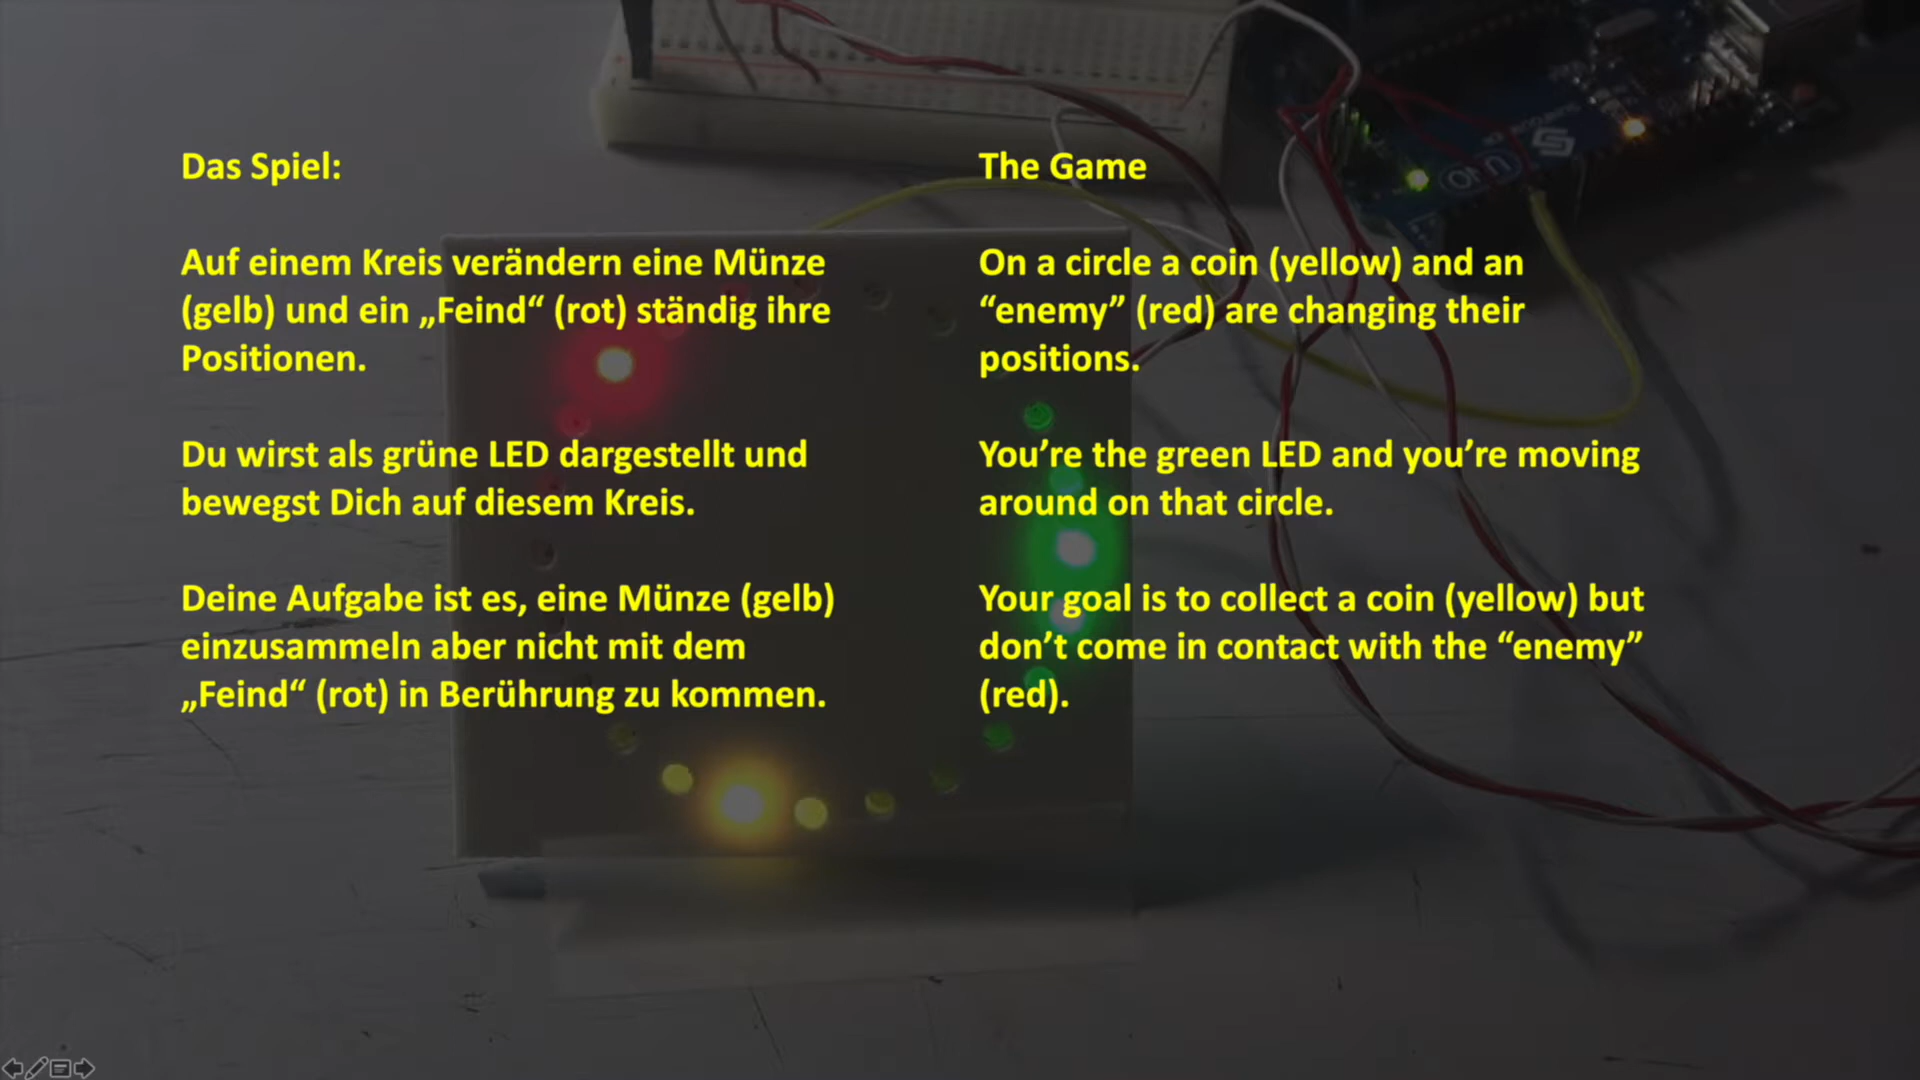 Das Spiel:
Auf einem Kreis verändern eine Münze
(gelb) und ein „Feind“ (rot) ständig ihre
Positionen.
Du wirst als grüne LED dargestellt und
bewegst Dich auf diesem Kreis.
Deine Aufgabe ist es, eine Münze (gelb)
einzusammeln aber nicht mit dem
„Feind“ (rot) in Berührung zu kommen.
The Game
On a circle a coin (yellow) and an
“enemy” (red) are changing their
positions.
You’re the green LED and you’re moving
around on that circle.
Your goal is to collect a coin (yellow) but
don’t come in contact with the “enemy”
(red).
UNO